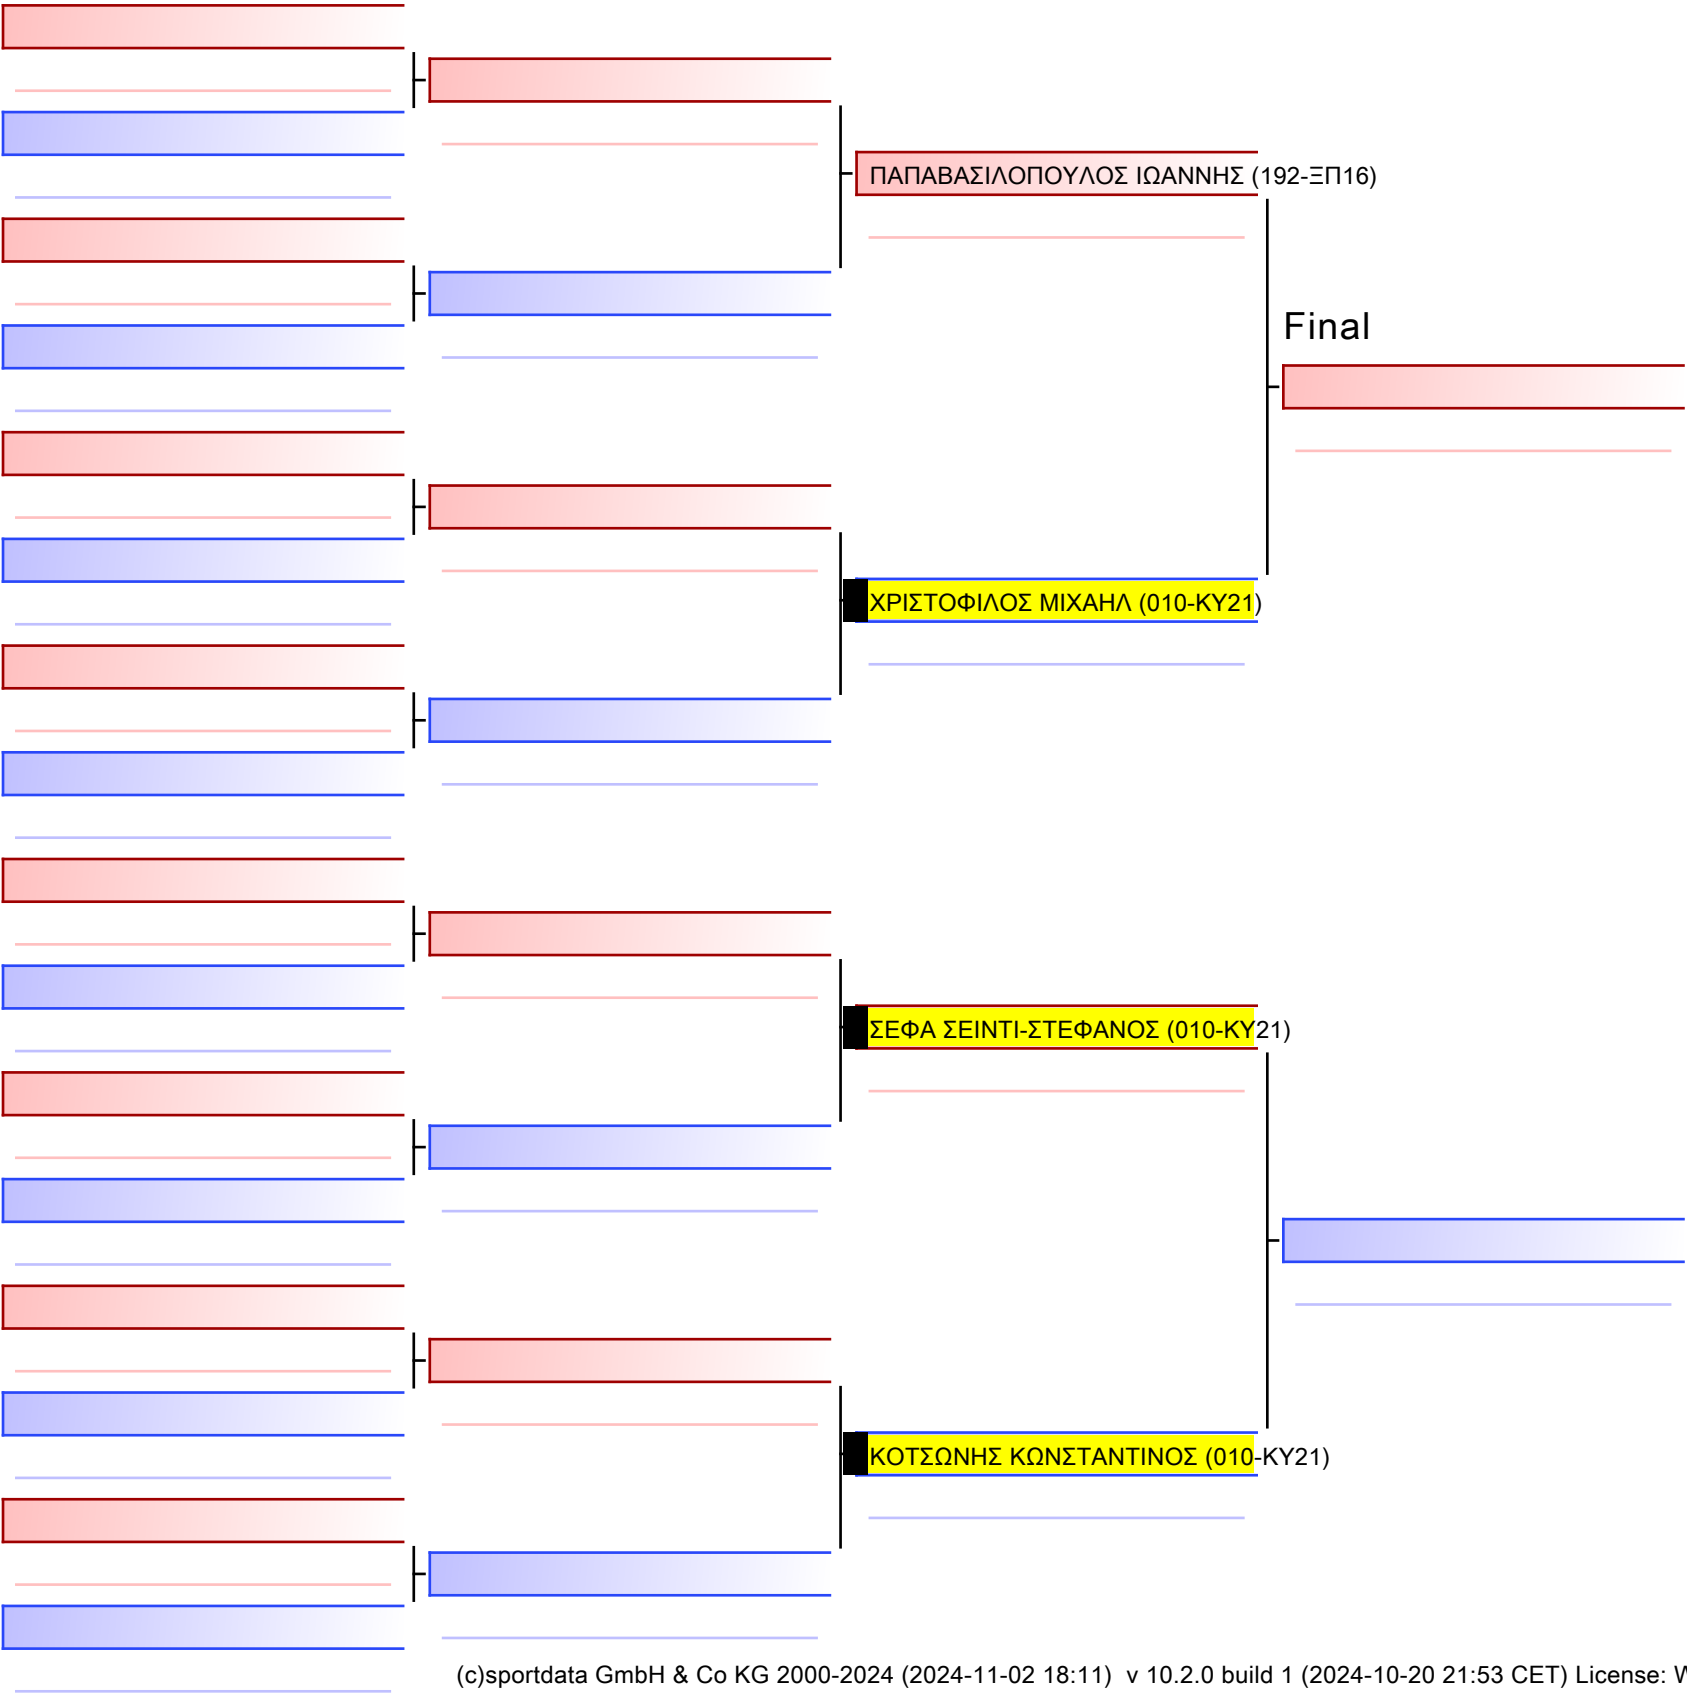 ΠΑΠΑΒΑΣΙΛΟΠΟΥΛΟΣ ΙΩΑΝΝΗΣ (192-ΞΠ16)
Final
ΧΡΙΣΤΟΦΙΛΟΣ ΜΙΧΑΗΛ (010-ΚΥ21)
ΣΕΦΑ ΣΕΙΝΤΙ-ΣΤΕΦΑΝΟΣ (010-ΚΥ21)
ΚΟΤΣΩΝΗΣ ΚΩΝΣΤΑΝΤΙΝΟΣ (010-ΚΥ21)
(c)sportdata GmbH & Co KG 2000-2024 (2024-11-02 18:11) v 10.2.0 build 1 (2024-10-20 21:53 CET) License: W